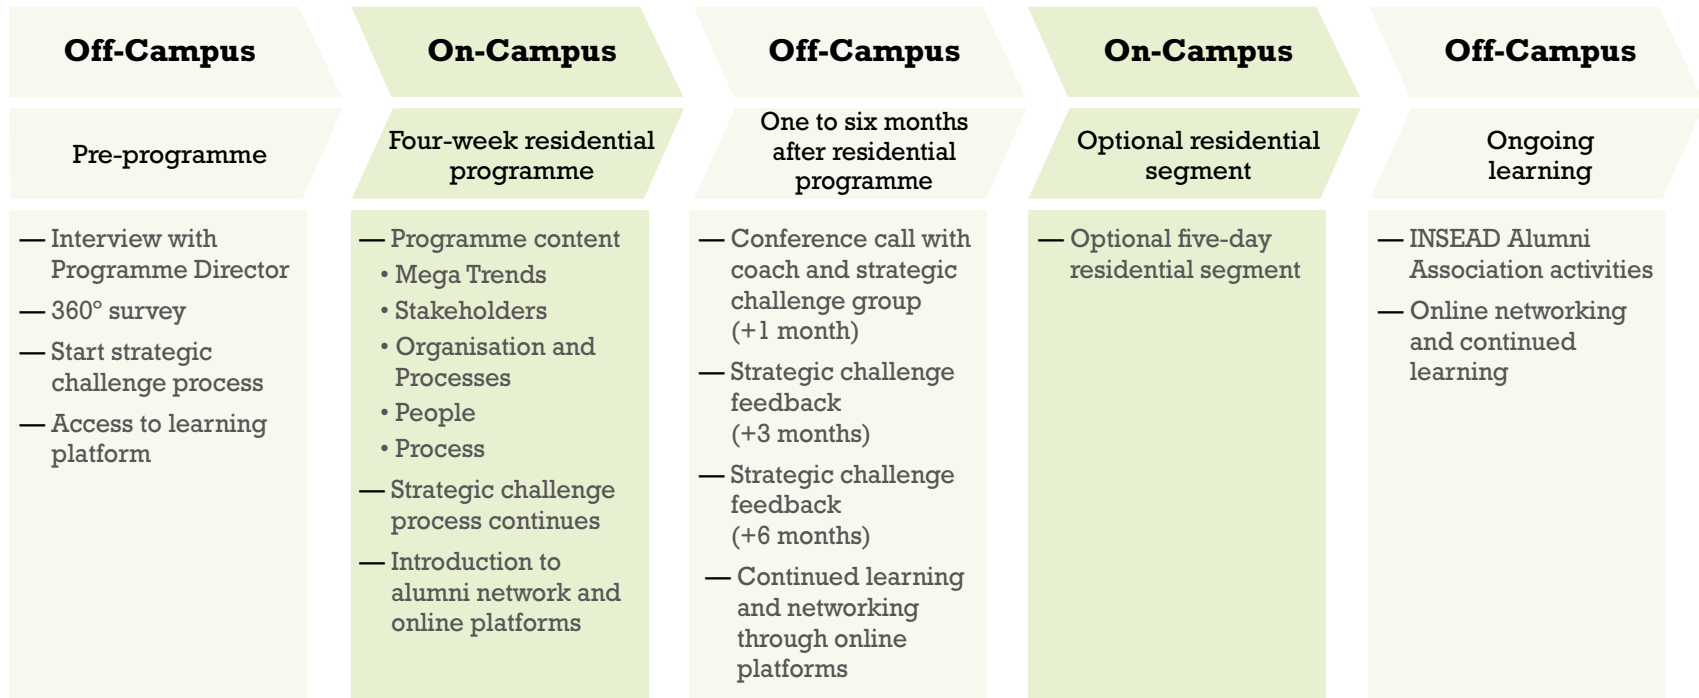 Off-Campus
On-Campus
Off-Campus
On-Campus
Off-Campus
Pre-programme
Four-week residential
programme
One to six months
after residential
programme
Optional residential
segment
Ongoing
learning
— Interview with
Programme Director
— 360º survey
— Start strategic
challenge process
— Access to learning
platform
— Programme content
• Mega Trends
• Stakeholders
• Organisation and
Processes
• People
• Process
— Strategic challenge
process continues
— Introduction to
alumni network and
online platforms
— Conference call with
coach and strategic
challenge group
(+1 month)
— Strategic challenge
feedback
(+3 months)
— Strategic challenge
feedback
(+6 months)
— Continued learning
and networking
through online
platforms
— Optional five-day
residential segment
— INSEAD Alumni
Association activities
— Online networking
and continued
learning